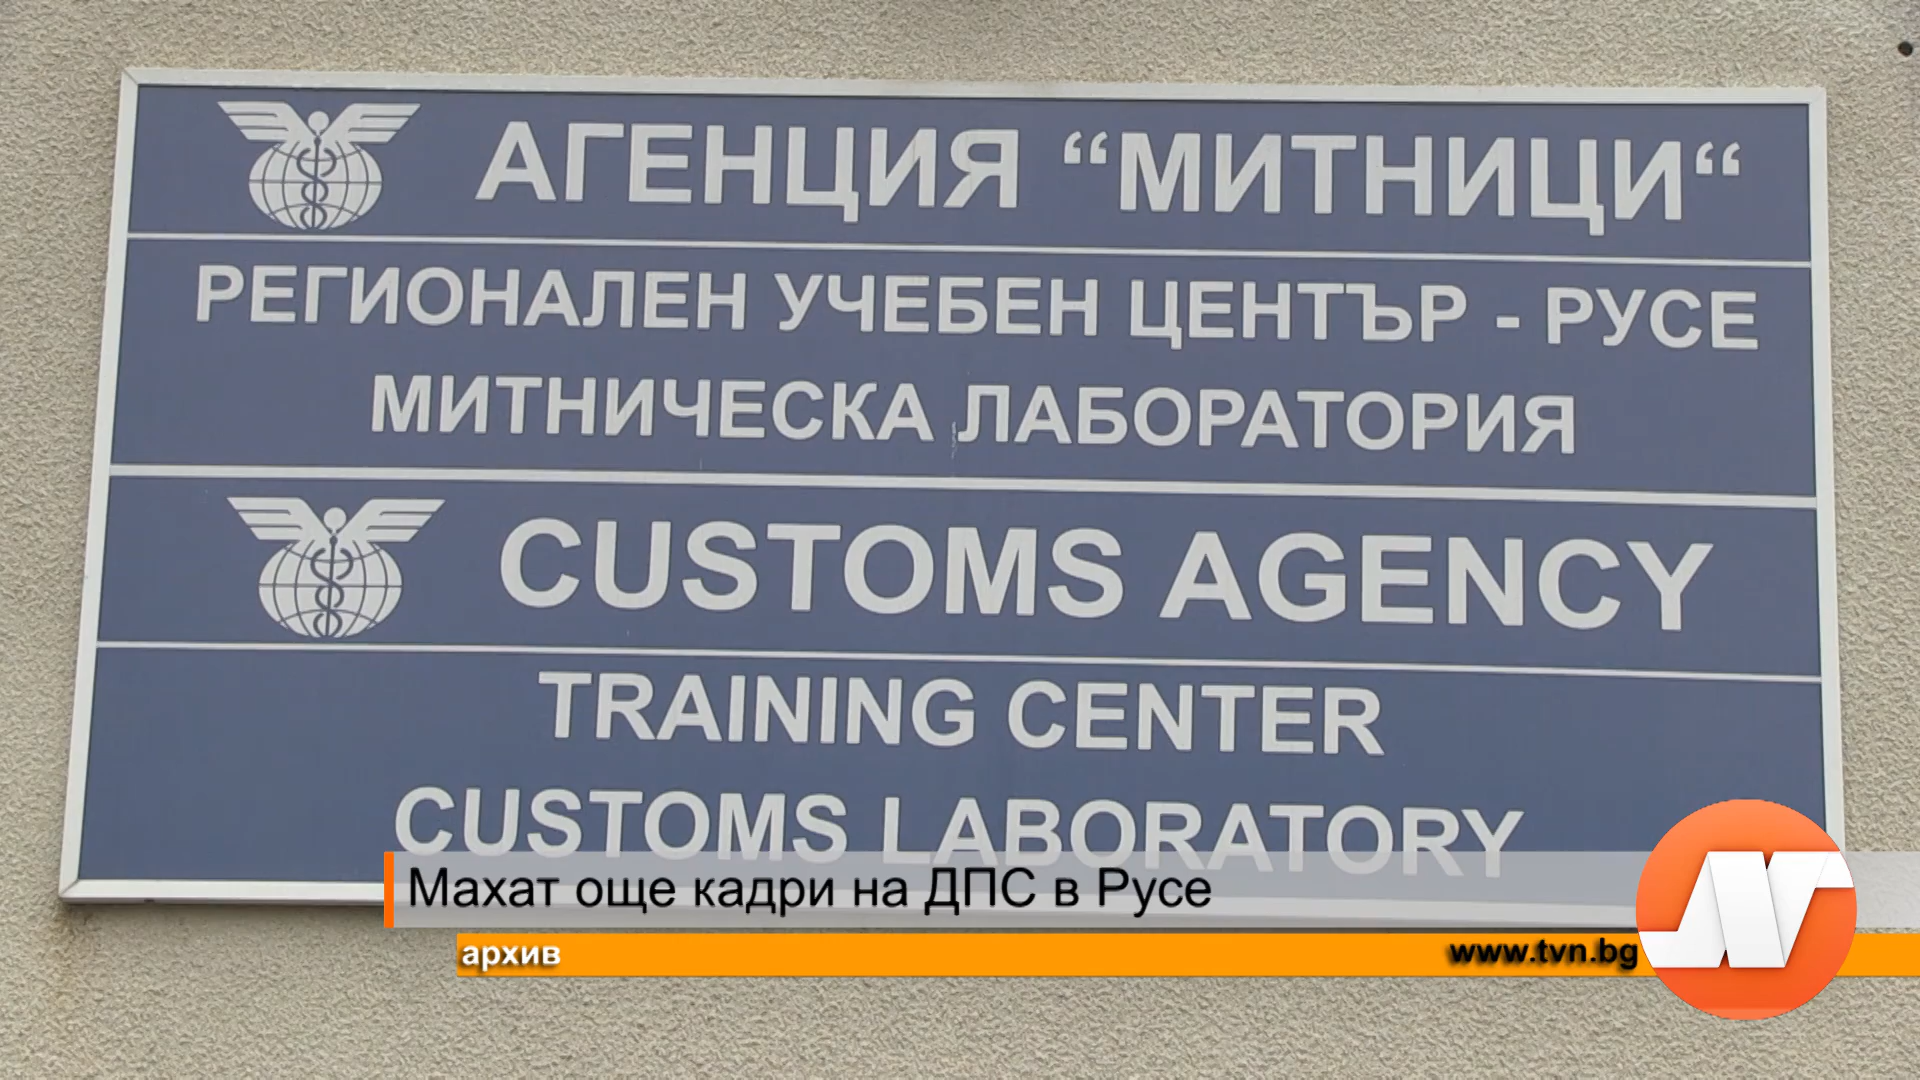 АГЕНЦИЯ “МИТНИЦИ“
РЕГИОНАЛЕН УЧЕБЕН ЦЕНТЪР - РУСЕ
МИТНИЧЕСКА ЛАБОРАТОРИЯ
CUSTOMS AGENCY
TRAINING CENTER
CUSTOMS LABORATORY
Махат още кадри на ДПС в Русе
архив
www.tvn.bg